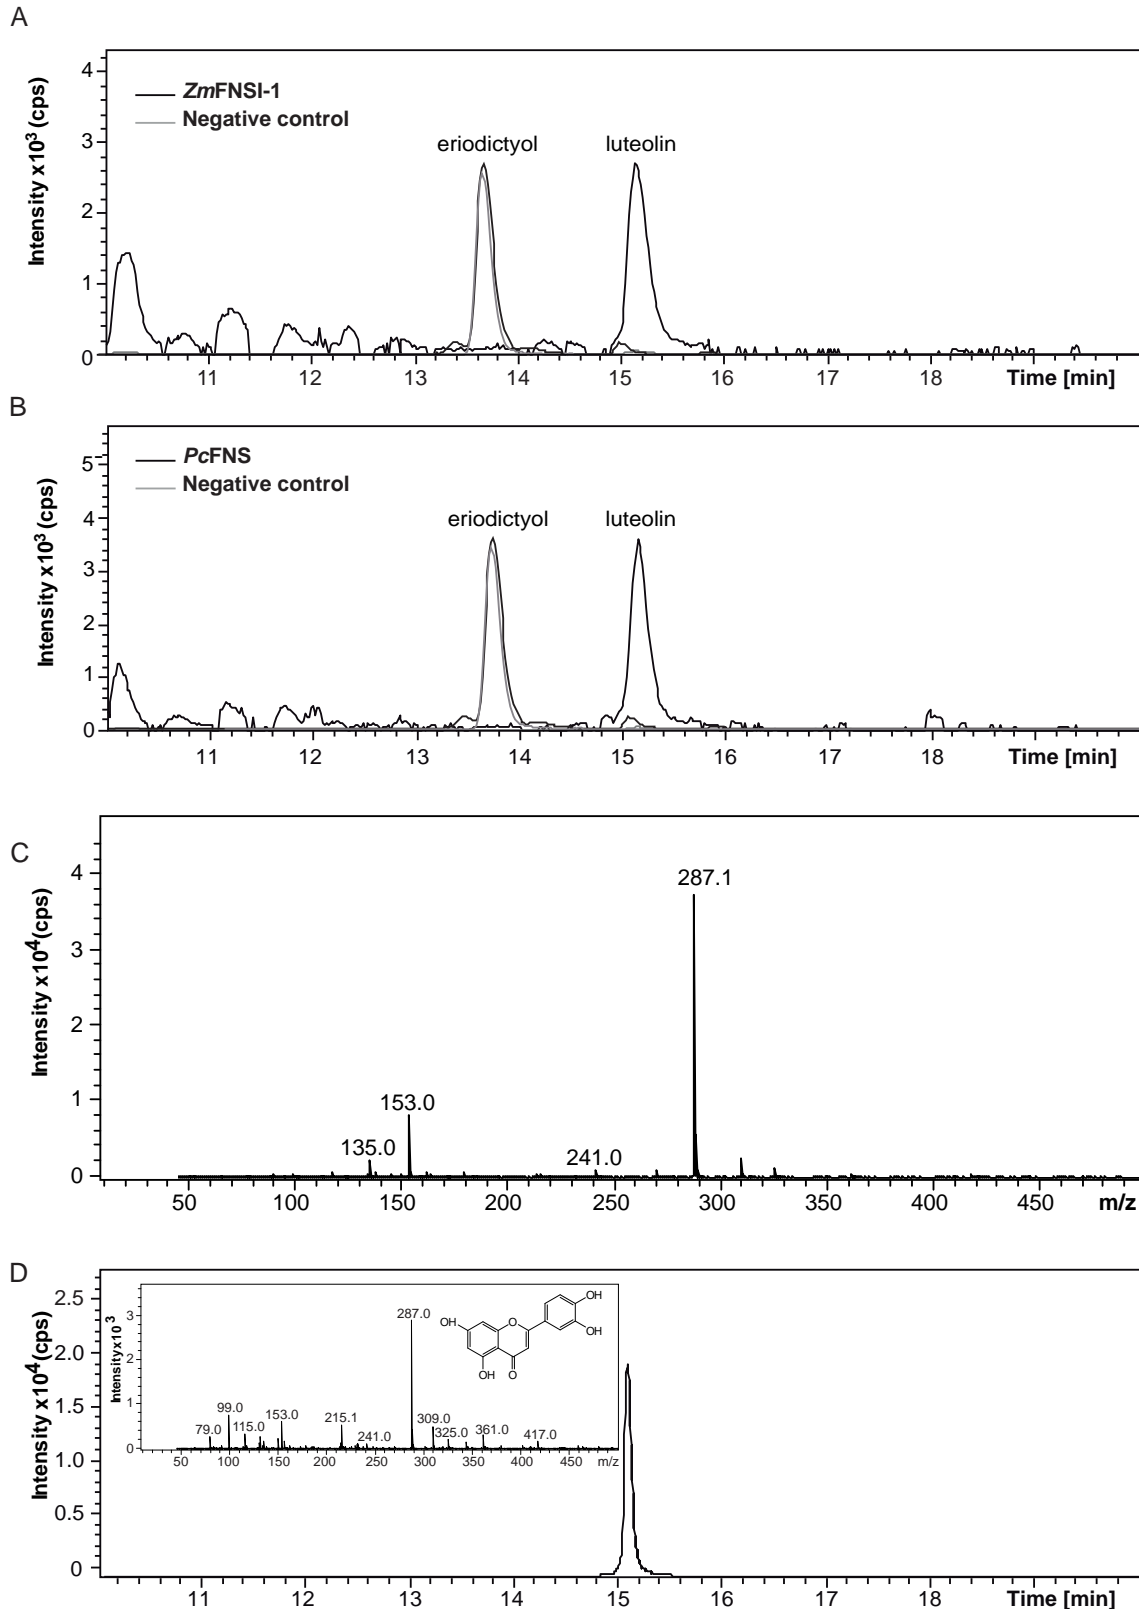 A
Intensity x10³ (cps)
4
3
2
1
0
ZmFNSI-1
Negative control
eriodictyol luteolin
11 12 13 14 15 16 17 18 Time [min]
B
Intensity x10³ (cps)
5
4
3
2
1
0
PcFNS
Negative control
eriodictyol luteolin
11 12 13 14 15 16 17 18 Time [min]
C
Intensity x10⁴ (cps)
4
3
2
1
0
287.1
153.0
135.0
241.0
50 100 150 200 250 300 350 400 450 m/z
D
Intensity x10⁴ (cps)
2.5
2.0
1.5
1.0
0.5
0
Intensity x10³
3
2
1
0
287.0
79.0 99.0 115.0 153.0 215.1 241.0 309.0 325.0 361.0 417.0
HO O OH OH OH O
50 100 150 200 250 300 350 400 450 m/z
11 12 13 14 15 16 17 18 Time [min]